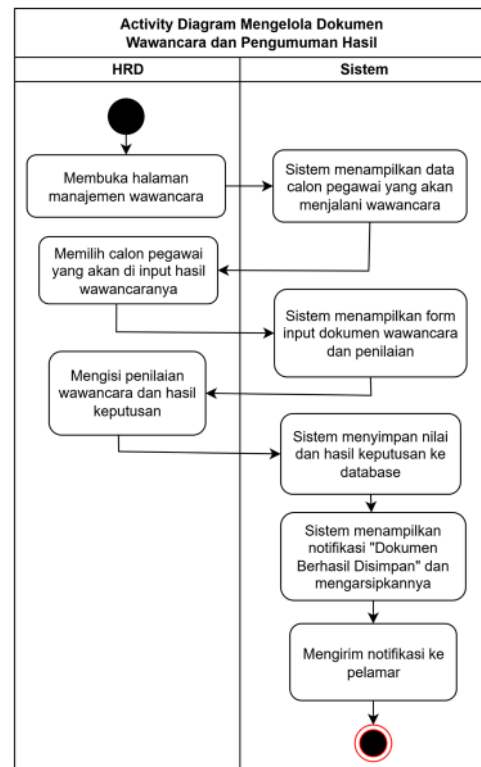 Activity Diagram Mengelola Dokumen
Wawancara dan Pengumuman Hasil
HRD
Sistem
Membuka halaman
manajemen wawancara
Sistem menampilkan data
calon pegawai yang akan
menjalani wawancara
Memilih calon pegawai
yang akan di input hasil
wawancaranya
Sistem menampilkan form
input dokumen wawancara
dan penilaian
Mengisi penilaian
wawancara dan hasil
keputusan
Sistem menyimpan nilai
dan hasil keputusan ke
database
Sistem menampilkan
notifikasi "Dokumen
Berhasil Disimpan" dan
mengarsipkannya
Mengirim notifikasi ke
pelamar